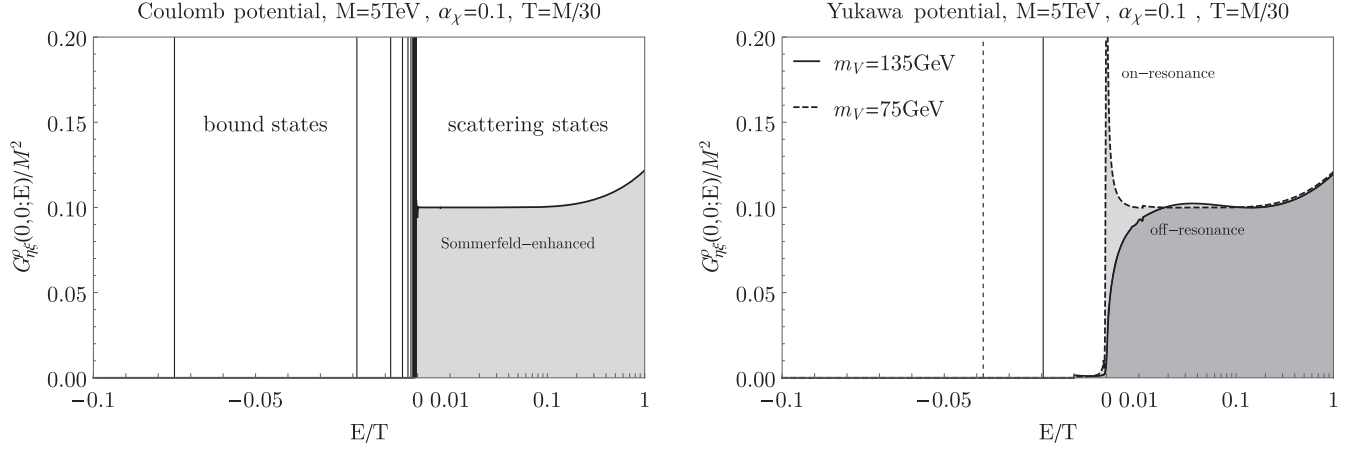 Coulomb potential, M=5TeV, αχ=0.1, T=M/30
G^ρ_ηξ(0,0;E)/M²
0.20
0.15
0.10
0.05
0.00
bound states
scattering states
Sommerfeld−enhanced
−0.1
−0.05
0
0.01
0.1
1
E/T
Yukawa potential, M=5TeV, αχ=0.1 , T=M/30
G^ρ_ηξ(0,0;E)/M²
0.20
0.15
0.10
0.05
0.00
m_V=135GeV
m_V=75GeV
on−resonance
off−resonance
−0.1
−0.05
0
0.01
0.1
1
E/T